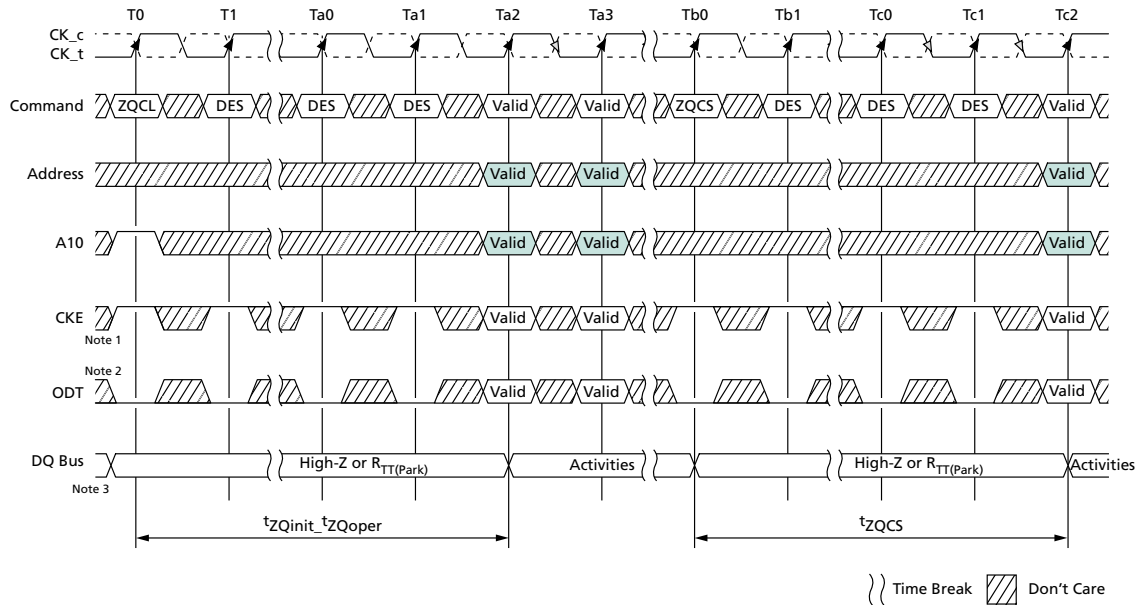 T0 T1 Ta0 Ta1 Ta2 Ta3 Tb0 Tb1 Tc0 Tc1 Tc2
CK_c
CK_t
Command ZQCL DES DES DES Valid Valid ZQCS DES DES DES Valid
Address Valid Valid Valid
A10 Valid Valid Valid
CKE Valid Valid Valid
Note 1
Note 2
ODT Valid Valid Valid
DQ Bus High-Z or RTT(Park) Activities High-Z or RTT(Park) Activities
Note 3
tZQinit_tZQoper tZQCS
Time Break Don't Care